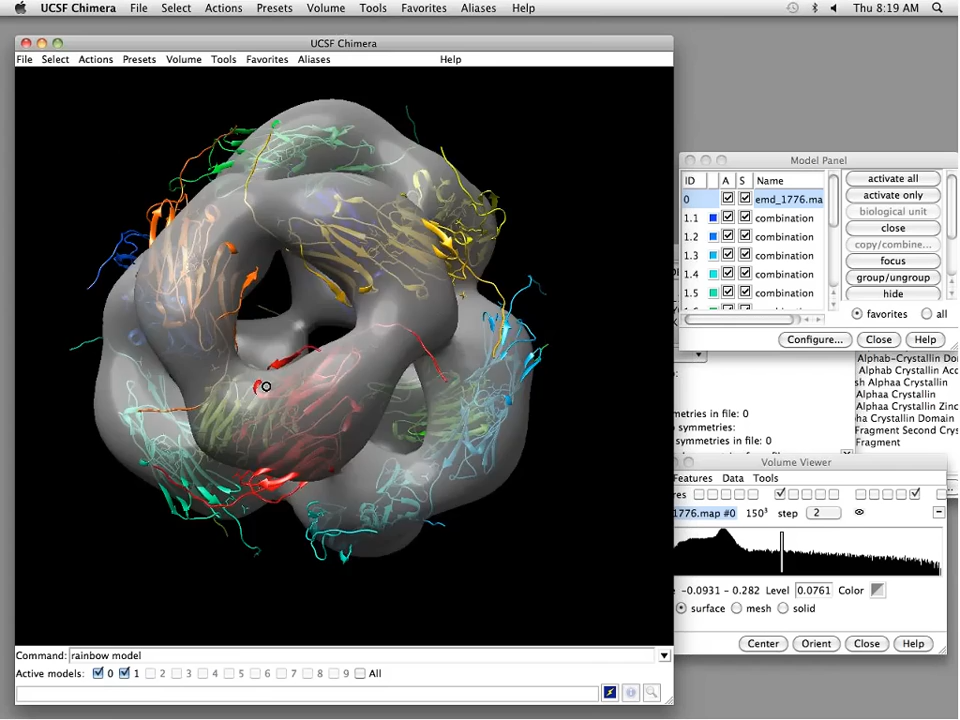 UCSF Chimera File Select Actions Presets Volume Tools Favorites Aliases Help Thu 8:19 AM
UCSF Chimera
File Select Actions Presets Volume Tools Favorites Aliases Help
Model Panel
ID A S Name
0 emd_1776.ma
1.1 combination
1.2 combination
1.3 combination
1.4 combination
1.5 combination
activate all
activate only
biological unit
close
copy/combine...
focus
group/ungroup
hide
favorites all
Configure... Close Help
Alphab-Crystallin Do
metries in file: 0
symmetries:
symmetries in file: 0
Crystallin Ac
sh Alphaa Crystallin
Alphaa Crystallin
Alphaa Crystallin Zinc
Crystallin Domain
Fragment Second Crys
Fragment
Volume Viewer
Features Data Tools
res
1776.map #0 150³ step 2
-0.0931 - 0.282 Level 0.0761 Color
surface mesh solid
Center Orient Close Help
Command: rainbow model
Active models: 0 1 2 3 4 5 6 7 8 9 All